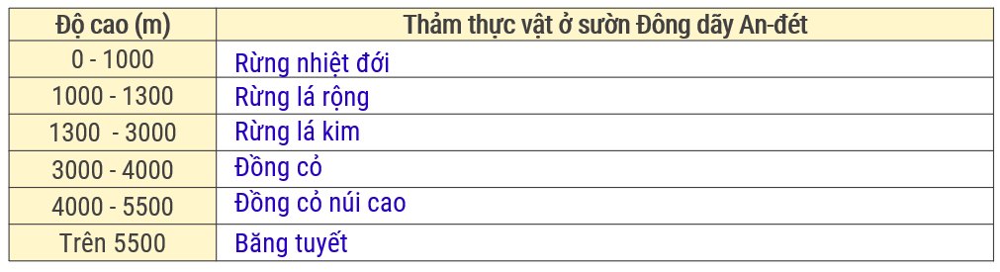 Độ cao (m) Thảm thực vật ở sườn Đông dãy An-đét
0 - 1000 Rừng nhiệt đới
1000 - 1300 Rừng lá rộng
1300 - 3000 Rừng lá kim
3000 - 4000 Đồng cỏ
4000 - 5500 Đồng cỏ núi cao
Trên 5500 Băng tuyết